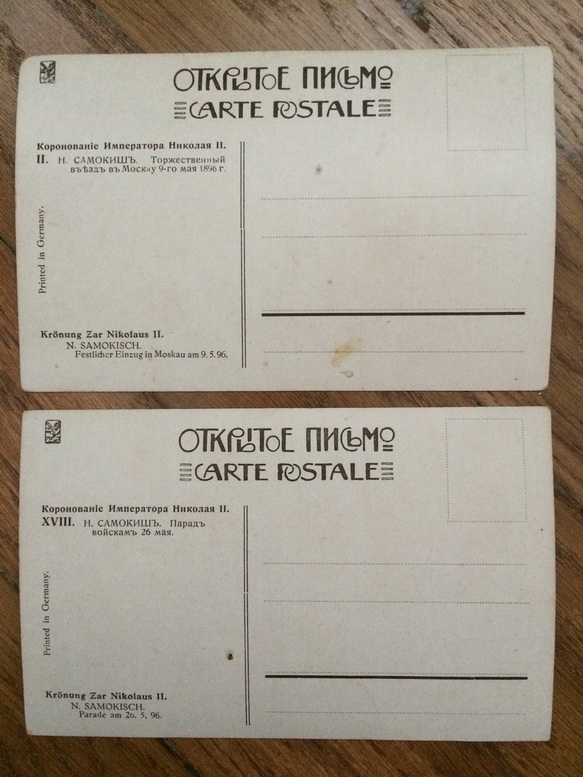 ОТКРЫТОЕ ПИСЬМО
CARTE POSTALE
Коронованіе Императора Николая II.
II. Н. САМОКИШЪ. Торжественный
въѣздъ въ Москву 9-го мая 1896 г.
Printed in Germany.
Krönung Zar Nikolaus II.
N. SAMOKISCH.
Festlicher Einzug in Moskau am 9. 5. 96.
ОТКРЫТОЕ ПИСЬМО
CARTE POSTALE
Коронованіе Императора Николая II.
XVIII. Н. САМОКИШЪ. Парадъ
войскамъ 26 мая.
Printed in Germany.
Krönung Zar Nikolaus II.
N. SAMOKISCH.
Parade am 26. 5. 96.